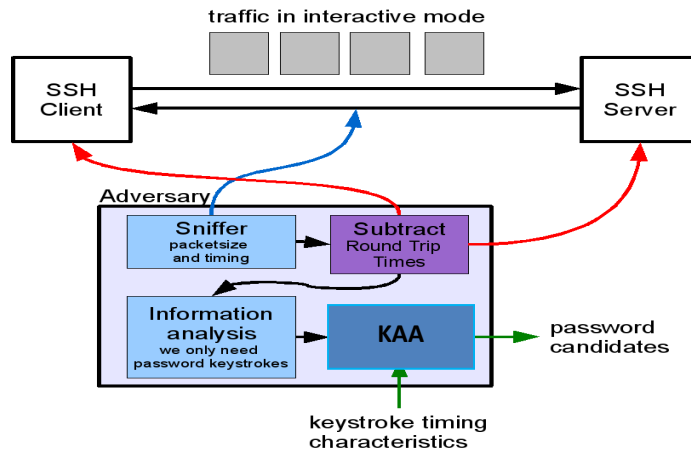 traffic in interactive mode
SSH
Client
SSH
Server
Adversary
Sniffer
packetsize
and timing
Subtract
Round Trip
Times
Information
analysis
we only need
password keystrokes
KAA
password
candidates
keystroke timing
characteristics